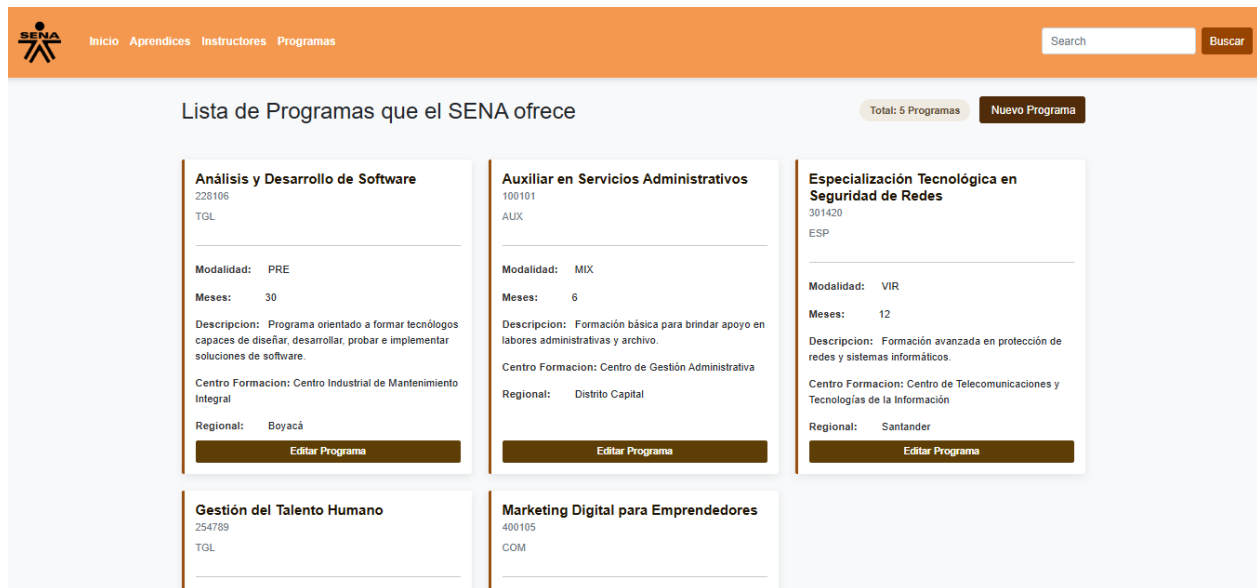 SENA
Inicio Aprendices Instructores Programas
Search
Buscar
Lista de Programas que el SENA ofrece
Total: 5 Programas
Nuevo Programa
Análisis y Desarrollo de Software
228106
TGL
Modalidad: PRE
Meses: 30
Descripcion: Programa orientado a formar tecnólogos
capaces de diseñar, desarrollar, probar e implementar
soluciones de software.
Centro Formacion: Centro Industrial de Mantenimiento
Integral
Regional: Boyacá
Editar Programa
Auxiliar en Servicios Administrativos
100101
AUX
Modalidad: MIX
Meses: 6
Descripcion: Formación básica para brindar apoyo en
labores administrativas y archivo.
Centro Formacion: Centro de Gestión Administrativa
Regional: Distrito Capital
Editar Programa
Especialización Tecnológica en
Seguridad de Redes
301420
ESP
Modalidad: VIR
Meses: 12
Descripcion: Formación avanzada en protección de
redes y sistemas informáticos.
Centro Formacion: Centro de Telecomunicaciones y
Tecnologías de la Información
Regional: Santander
Editar Programa
Gestión del Talento Humano
254789
TGL
Marketing Digital para Emprendedores
400105
COM